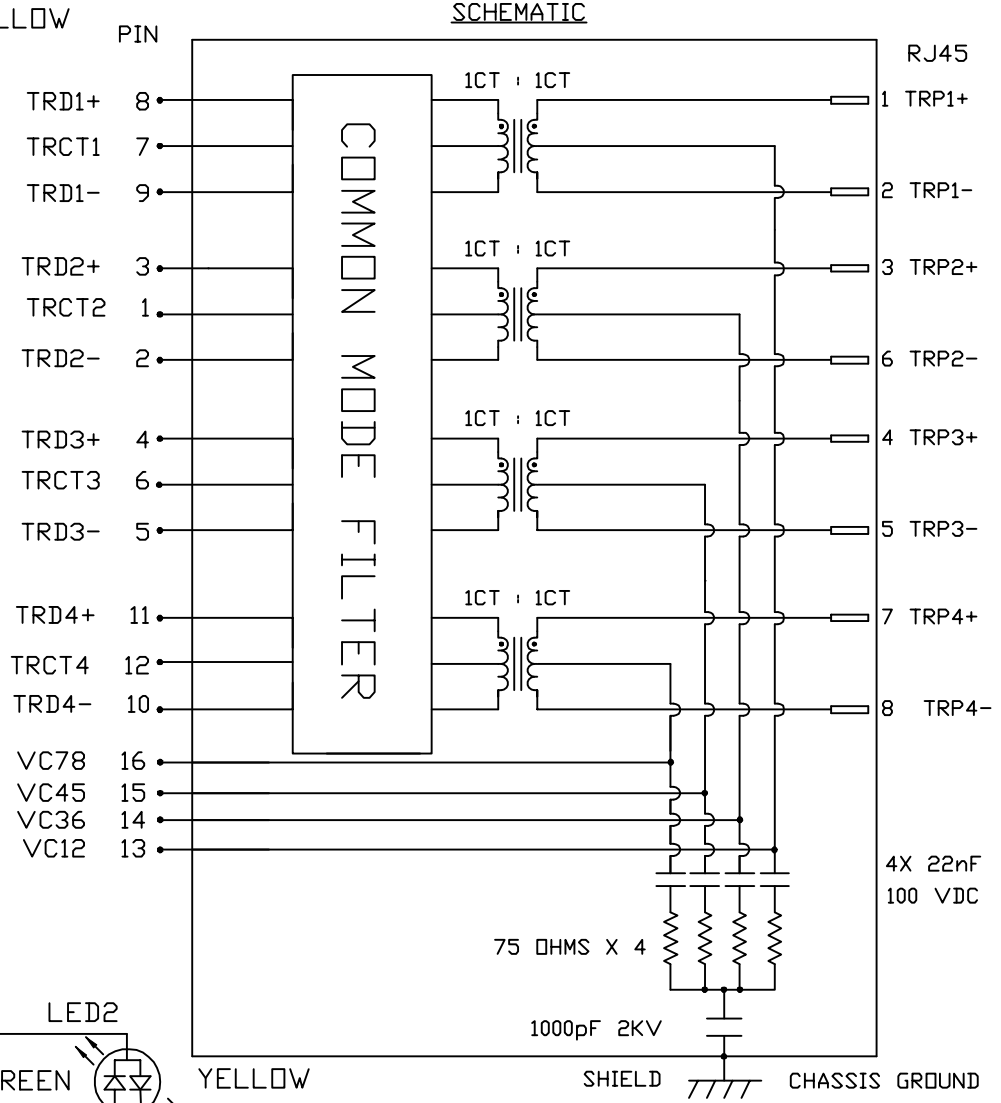 SCHEMATIC
LLOW
PIN
RJ45
1CT : 1CT
TRD1+ 8
1 TRP1+
TRCT1 7
TRD1- 9
2 TRP1-
1CT : 1CT
TRD2+ 3
3 TRP2+
TRCT2 1
TRD2- 2
6 TRP2-
1CT : 1CT
TRD3+ 4
4 TRP3+
TRCT3 6
TRD3- 5
5 TRP3-
1CT : 1CT
TRD4+ 11
7 TRP4+
TRCT4 12
TRD4- 10
8 TRP4-
COMMON MODE FILTER
VC78 16
VC45 15
VC36 14
VC12 13
4X 22nF
100 VDC
75 OHMS X 4
LED2
1000pF 2KV
REEN
YELLOW
SHIELD
CHASSIS GROUND